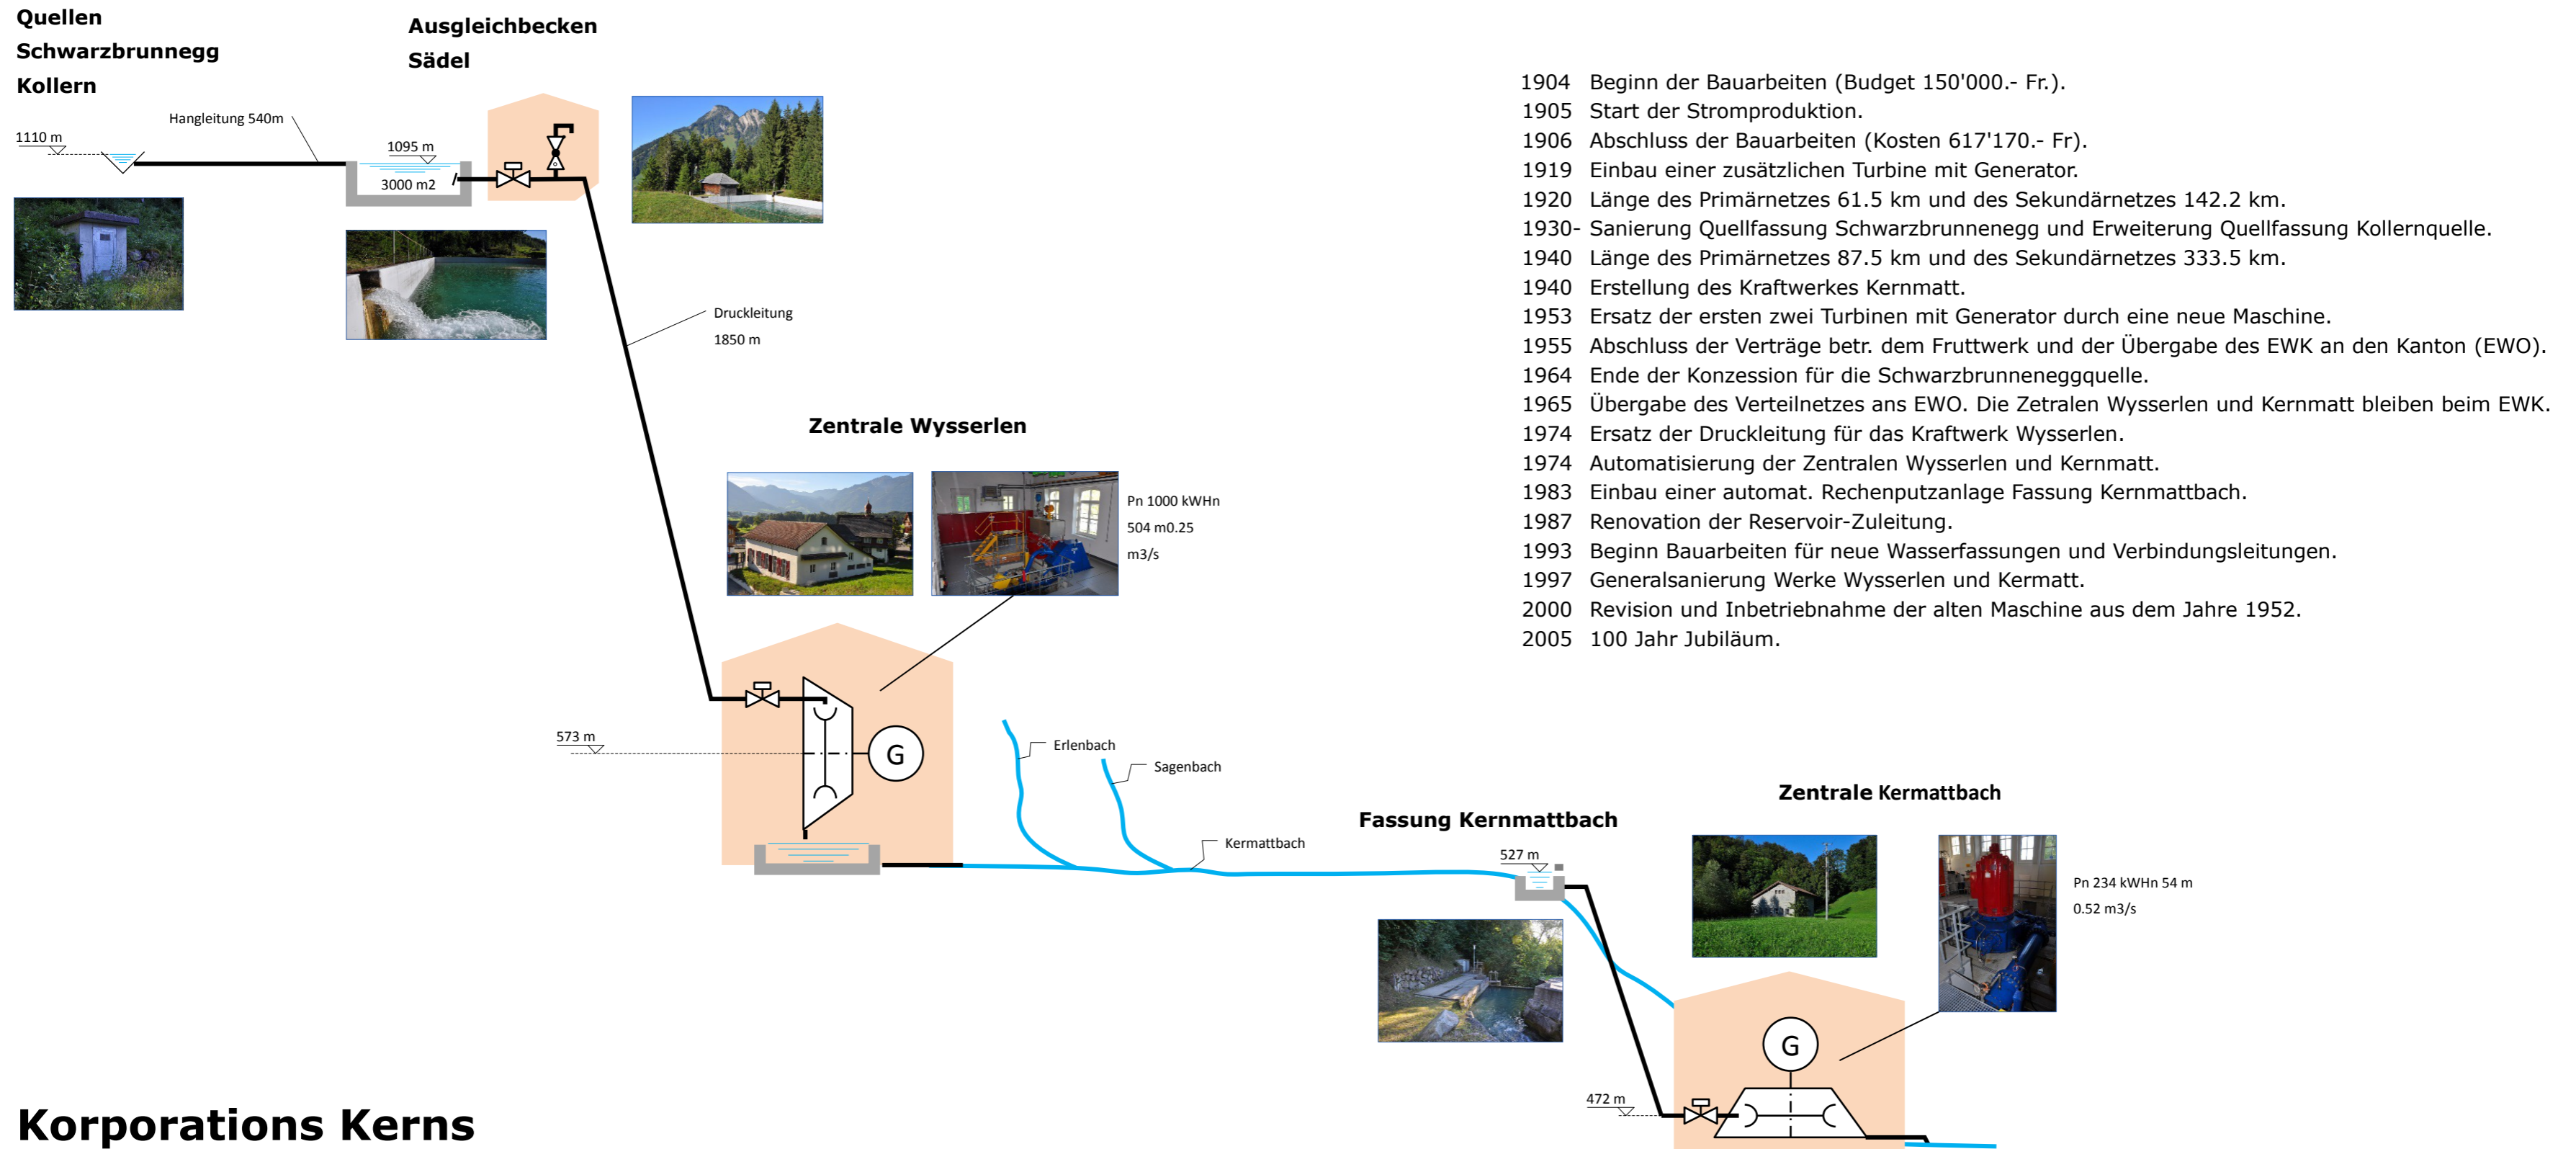 Quellen
Schwarzbrunnegg
Kollern
Ausgleichbecken
Sädel
1110 m
Hangleitung 540m
1095 m
3000 m2
Druckleitung
1850 m
1904 Beginn der Bauarbeiten (Budget 150'000.- Fr.).
1905 Start der Stromproduktion.
1906 Abschluss der Bauarbeiten (Kosten 617'170.- Fr).
1919 Einbau einer zusätzlichen Turbine mit Generator.
1920 Länge des Primärnetzes 61.5 km und des Sekundärnetzes 142.2 km.
1930- Sanierung Quellfassung Schwarzbrunnenegg und Erweiterung Quellfassung Kollernquelle.
1940 Länge des Primärnetzes 87.5 km und des Sekundärnetzes 333.5 km.
1940 Erstellung des Kraftwerkes Kernmatt.
1953 Ersatz der ersten zwei Turbinen mit Generator durch eine neue Maschine.
1955 Abschluss der Verträge betr. dem Fruttwerk und der Übergabe des EWK an den Kanton (EWO).
1964 Ende der Konzession für die Schwarzbrunneneggquelle.
1965 Übergabe des Verteilnetzes ans EWO. Die Zetralen Wysserlen und Kernmatt bleiben beim EWK.
1974 Ersatz der Druckleitung für das Kraftwerk Wysserlen.
1974 Automatisierung der Zentralen Wysserlen und Kernmatt.
1983 Einbau einer automat. Rechenputzanlage Fassung Kernmattbach.
1987 Renovation der Reservoir-Zuleitung.
1993 Beginn Bauarbeiten für neue Wasserfassungen und Verbindungsleitungen.
1997 Generalsanierung Werke Wysserlen und Kermatt.
2000 Revision und Inbetriebnahme der alten Maschine aus dem Jahre 1952.
2005 100 Jahr Jubiläum.
Zentrale Wysserlen
Pn 1000 kWHn
504 m0.25
m3/s
573 m
G
Erlenbach
Sagenbach
Kermattbach
Fassung Kernmattbach
527 m
Zentrale Kermattbach
Pn 234 kWHn 54 m
0.52 m3/s
G
472 m
Korporations Kerns